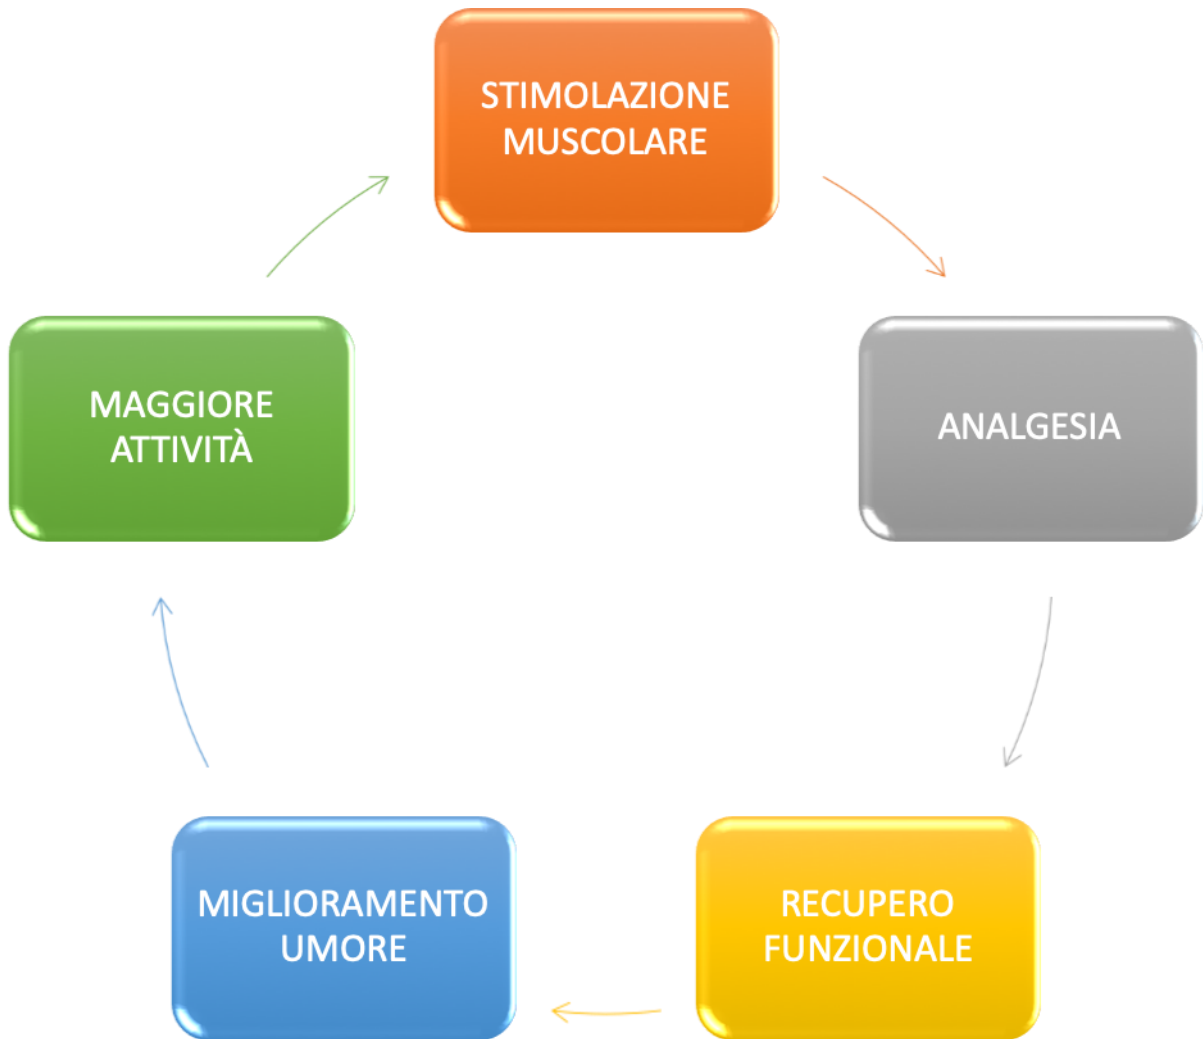 STIMOLAZIONE
MUSCOLARE
ANALGESIA
RECUPERO
FUNZIONALE
MIGLIORAMENTO
UMORE
MAGGIORE
ATTIVITÀ